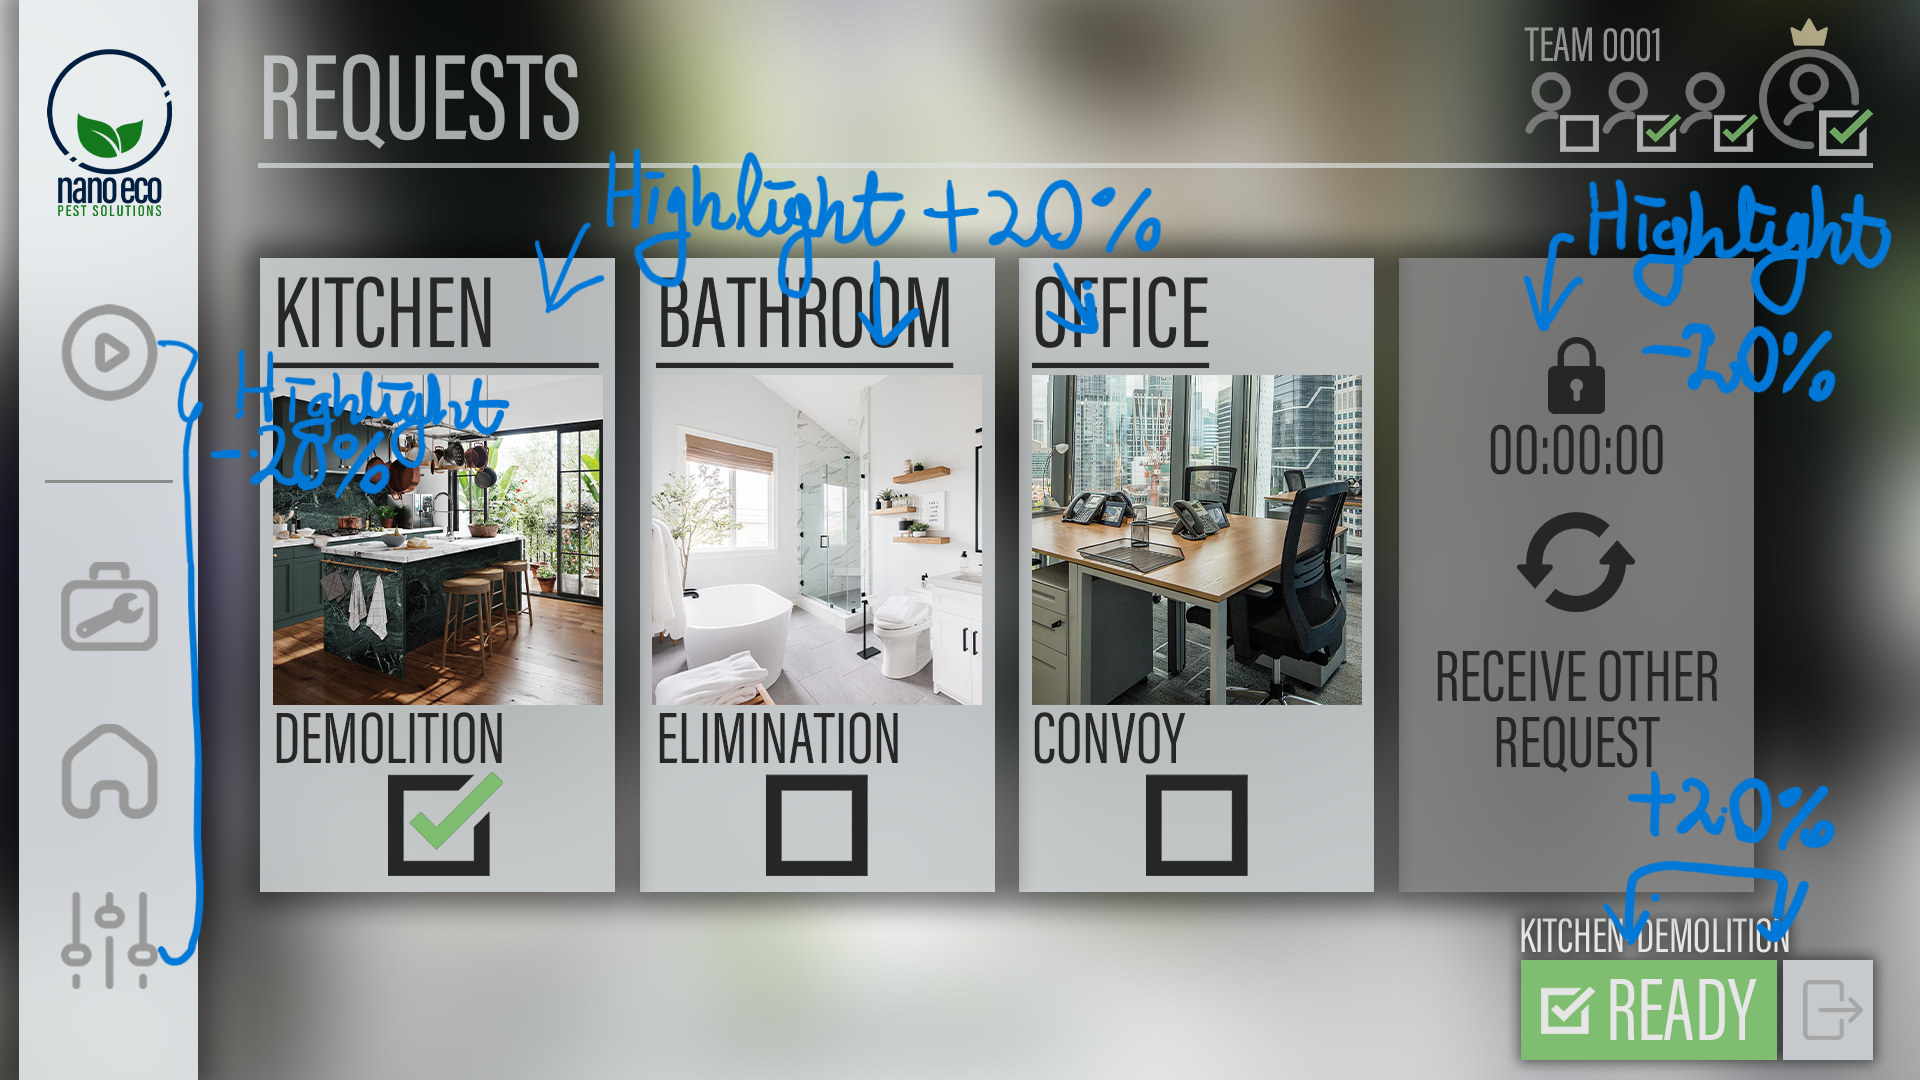 nano eco
PEST SOLUTIONS
REQUESTS
TEAM 0001
Highlight +20%
Highlight
-20%
KITCHEN
BATHROOM
OFFICE
Highlight
-20%
00:00:00
RECEIVE OTHER
REQUEST
DEMOLITION
ELIMINATION
CONVOY
+20%
KITCHEN-DEMOLITION
READY